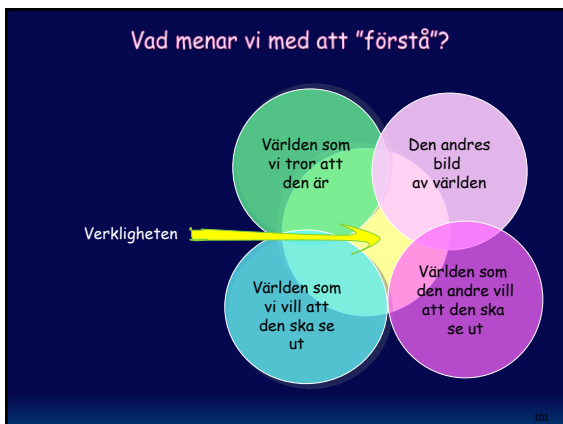 Vad menar vi med att ”förstå”?
Världen som
vi tror att
den är
Den andres
bild
av världen
Verkligheten
Världen som
vi vill att
den ska se
ut
Världen som
den andre vill
att den ska
se ut
101